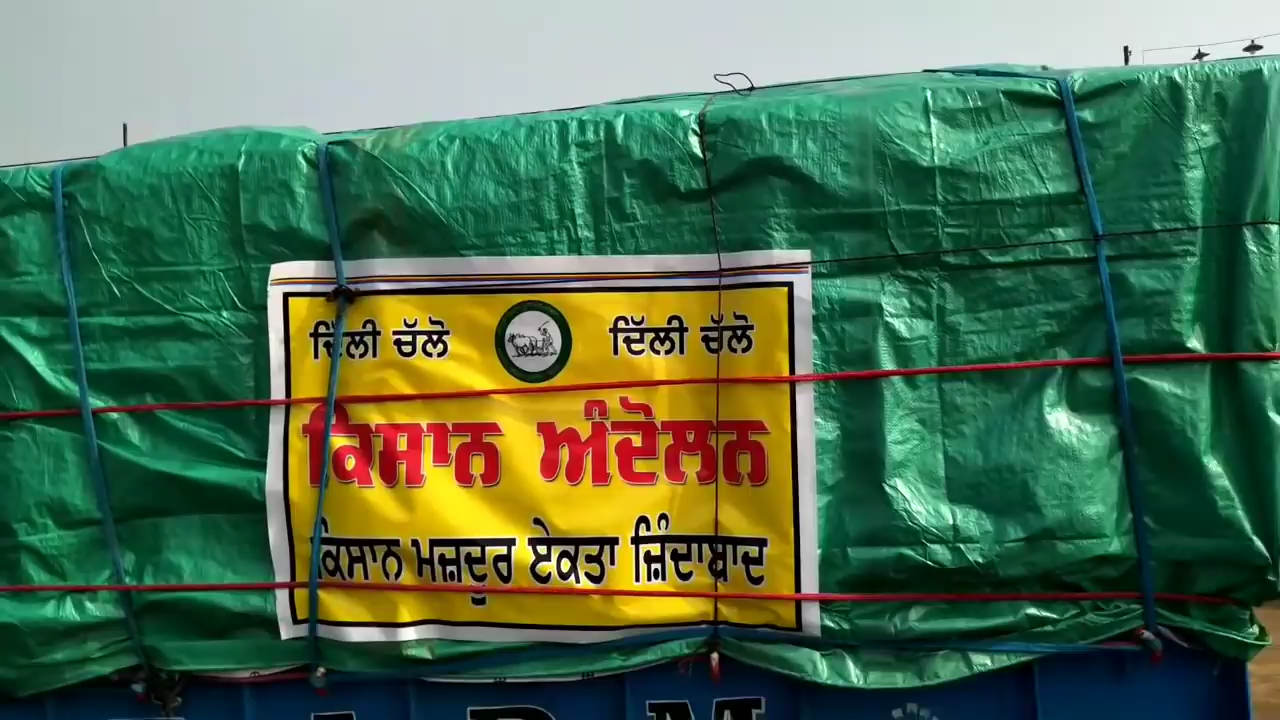 ਦਿੱਲੀ ਚੱਲੋ ਦਿੱਲੀ ਚੱਲੋ
ਕਿਸਾਨ ਅੰਦੋਲਨ
ਕਿਸਾਨ ਮਜ਼ਦੂਰ ਏਕਤਾ ਜ਼ਿੰਦਾਬਾਦ